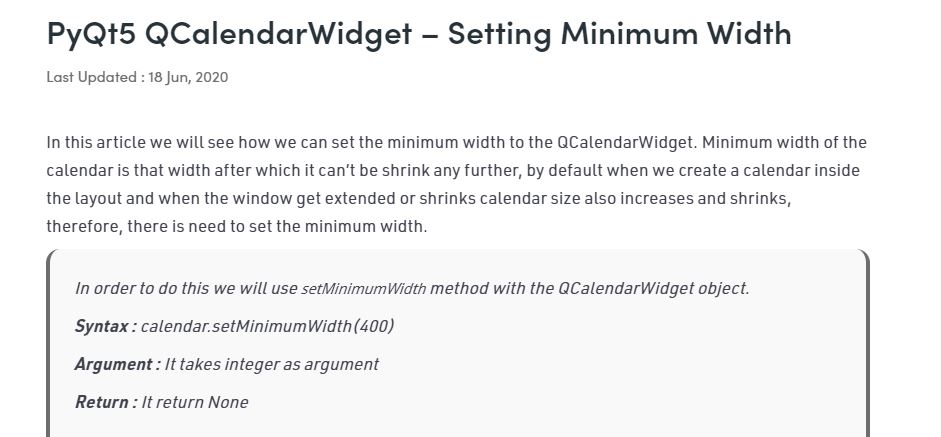 PyQt5 QCalendarWidget – Setting Minimum Width
Last Updated : 18 Jun, 2020
In this article we will see how we can set the minimum width to the QCalendarWidget. Minimum width of the
calendar is that width after which it can't be shrink any further, by default when we create a calendar inside
the layout and when the window get extended or shrinks calendar size also increases and shrinks,
therefore, there is need to set the minimum width.
In order to do this we will use setMinimumWidth method with the QCalendarWidget object.
Syntax : calendar.setMinimumWidth(400)
Argument : It takes integer as argument
Return : It return None